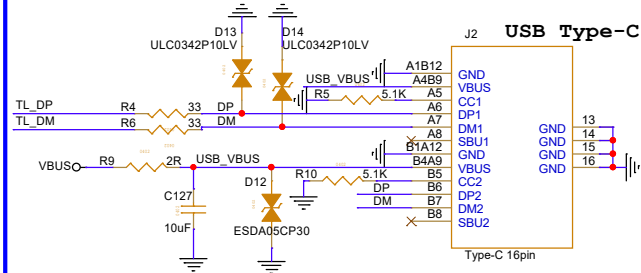 D13
ULC0342P10LV
D14
ULC0342P10LV
J2
USB Type-C
USB_VBUS
A1B12
GND
A4B9
VBUS
R5
5.1K
A5
CC1
TL_DP
R4
33
DP
A6
DP1
TL_DM
R6
33
DM
A7
DM1
A8
SBU1
B1A12
GND
VBUS
R9
2R
USB_VBUS
B4A9
VBUS
R10
5.1K
B5
CC2
DP
B6
DP2
DM
B7
DM2
B8
SBU2
GND
13
GND
14
GND
15
GND
16
C127
10uF
D12
ESDA05CP30
Type-C 16pin